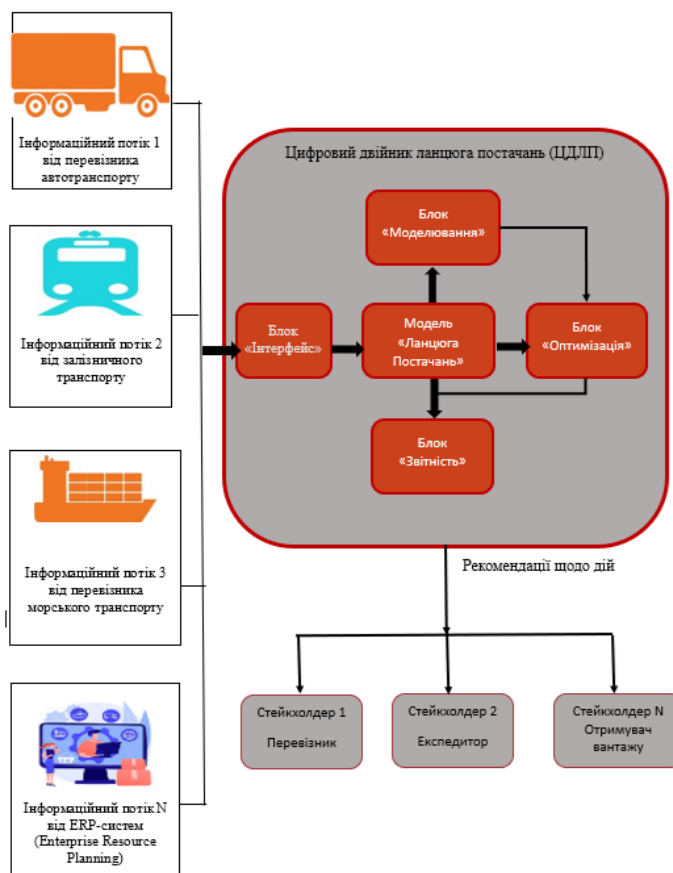 Інформаційний потік 1
від перевізника
автотранспорту
Інформаційний потік 2
від залізничного
транспорту
Інформаційний потік 3
від перевізника
морського транспорту
Інформаційний потік N
від ERP-систем
(Enterprise Resource
Planning)
Цифровий двійник ланцюга постачань (ЦДЛП)
Блок
«Моделювання»
Блок
«Інтерфейс»
Модель
«Ланцюга
Постачань»
Блок
«Оптимізація»
Блок
«Звітність»
Рекомендації щодо дій
Стейкхолдер 1
Перевізник
Стейкхолдер 2
Експедитор
Стейкхолдер N
Отримувач
вантажу